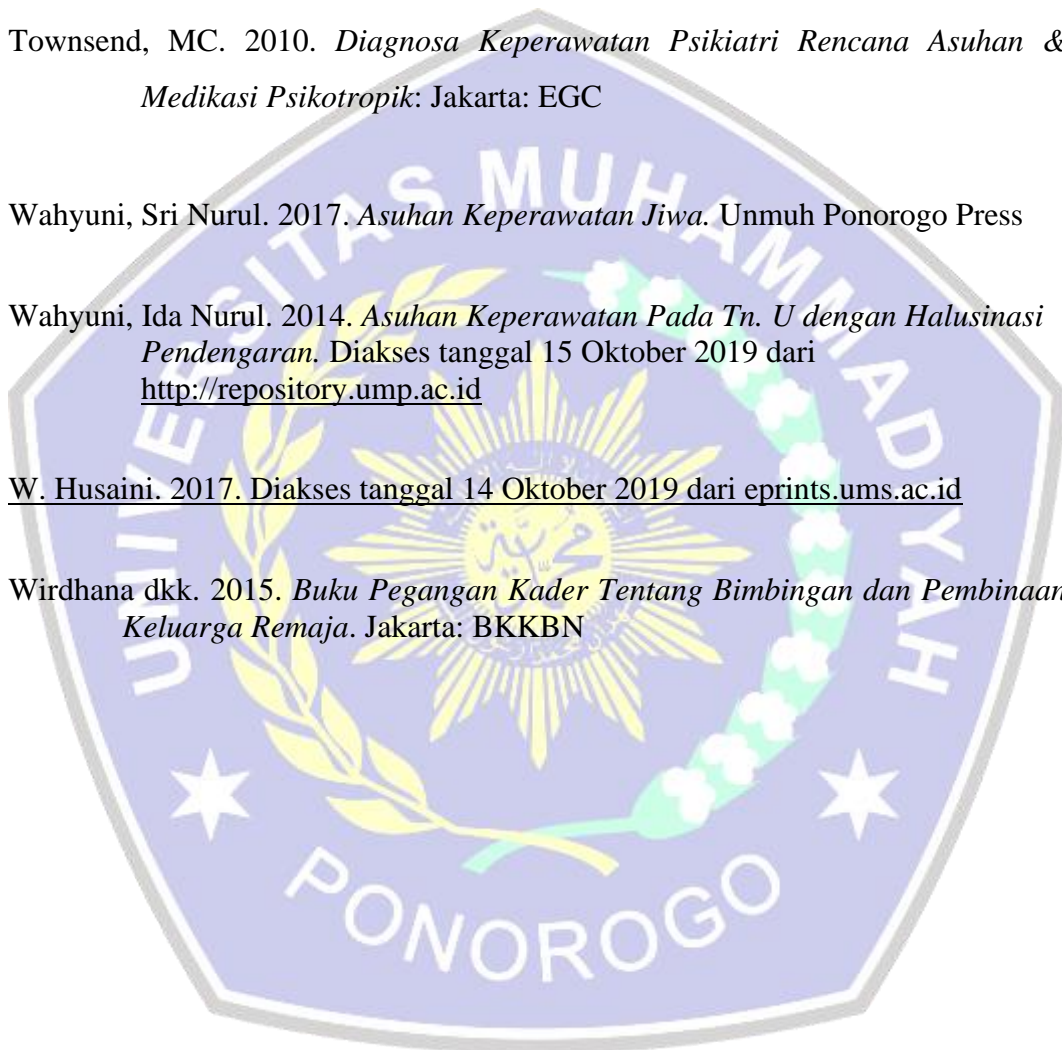 Townsend, MC. 2010. Diagnosa Keperawatan Psikiatri Rencana Asuhan &
Medikasi Psikotropik: Jakarta: EGC
Wahyuni, Sri Nurul. 2017. Asuhan Keperawatan Jiwa. Unmuh Ponorogo Press
Wahyuni, Ida Nurul. 2014. Asuhan Keperawatan Pada Tn. U dengan Halusinasi
Pendengaran. Diakses tanggal 15 Oktober 2019 dari
http://repository.ump.ac.id
W. Husaini. 2017. Diakses tanggal 14 Oktober 2019 dari eprints.ums.ac.id
Wirdhana dkk. 2015. Buku Pegangan Kader Tentang Bimbingan dan Pembinaan
Keluarga Remaja. Jakarta: BKKBN
UNIVERSITAS MUHAMMADIYAH
PONOROGO